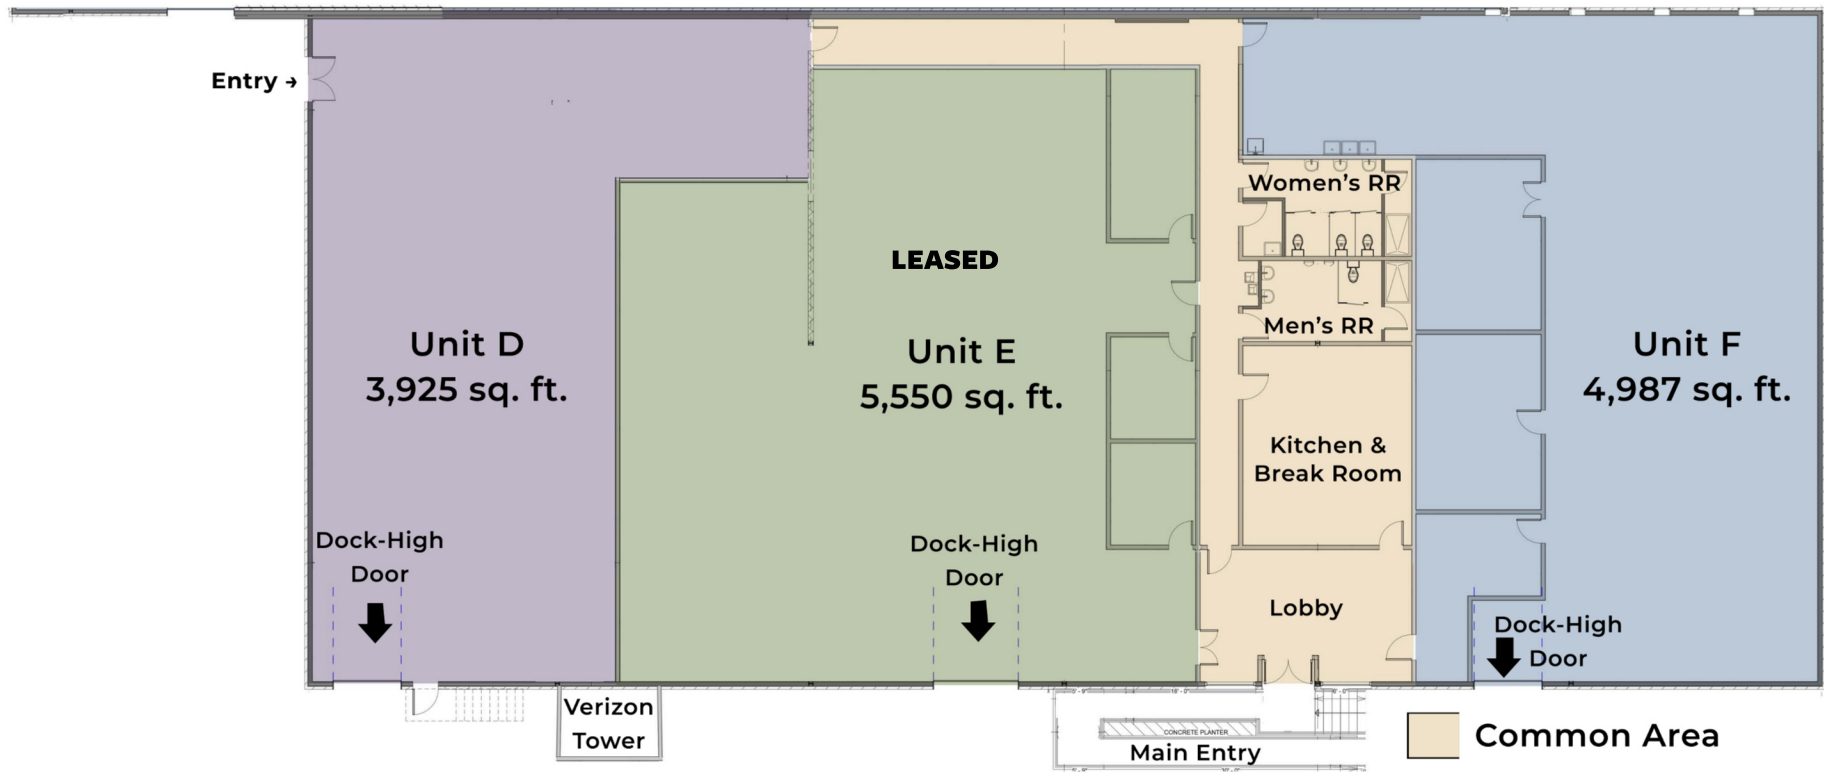 Entry →
Women's RR
LEASED
Men's RR
Unit D
3,925 sq. ft.
Unit E
5,550 sq. ft.
Unit F
4,987 sq. ft.
Kitchen &
Break Room
Dock-High
Door
Dock-High
Door
Lobby
Dock-High
Door
Verizon
Tower
CONCRETE PLANTER
Main Entry
Common Area